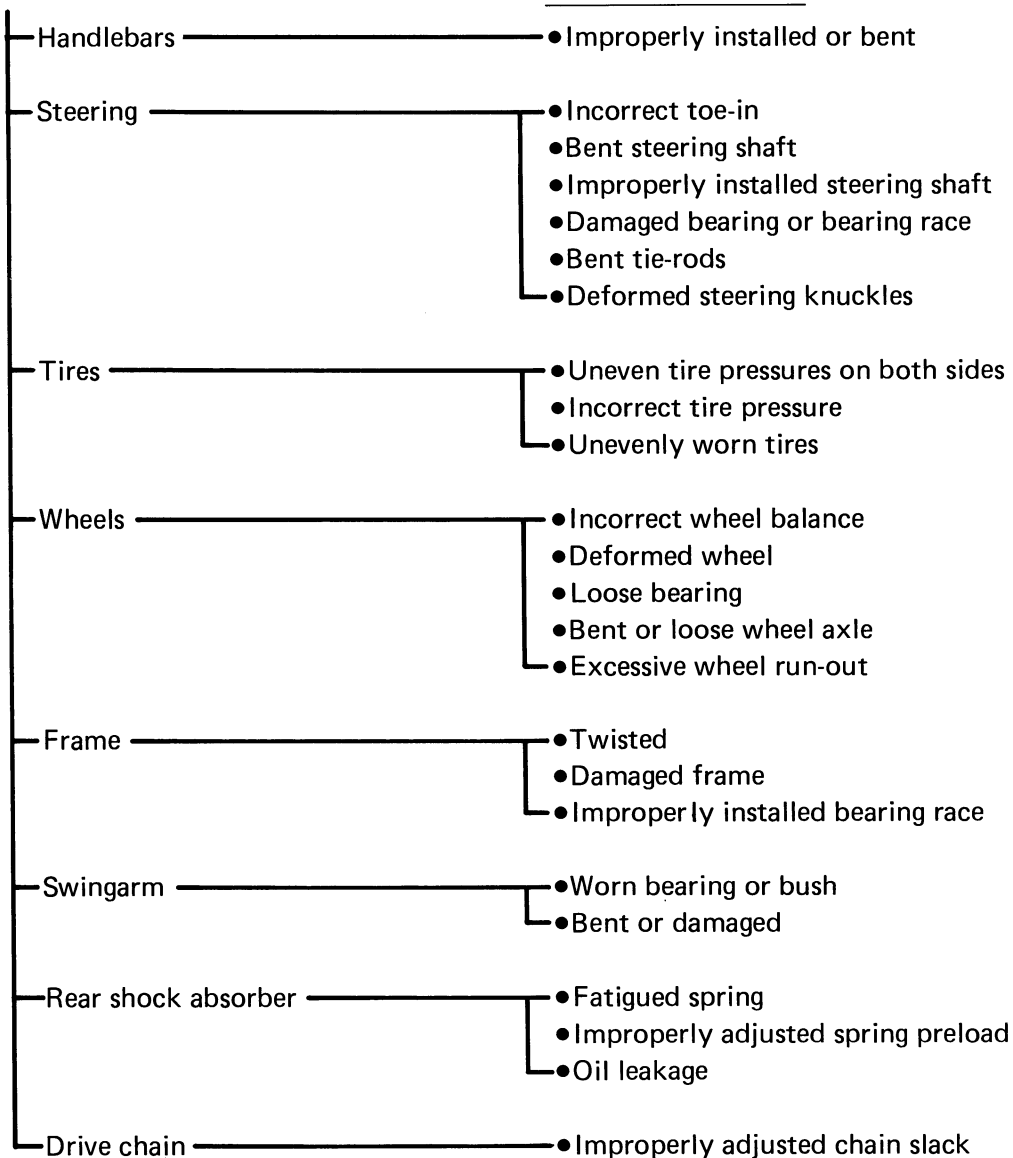 Handlebars ●Improperly installed or bent
Steering ●Incorrect toe-in
●Bent steering shaft
●Improperly installed steering shaft
●Damaged bearing or bearing race
●Bent tie-rods
●Deformed steering knuckles
Tires ●Uneven tire pressures on both sides
●Incorrect tire pressure
●Unevenly worn tires
Wheels ●Incorrect wheel balance
●Deformed wheel
●Loose bearing
●Bent or loose wheel axle
●Excessive wheel run-out
Frame ●Twisted
●Damaged frame
●Improperly installed bearing race
Swingarm ●Worn bearing or bush
●Bent or damaged
Rear shock absorber ●Fatigued spring
●Improperly adjusted spring preload
●Oil leakage
Drive chain ●Improperly adjusted chain slack